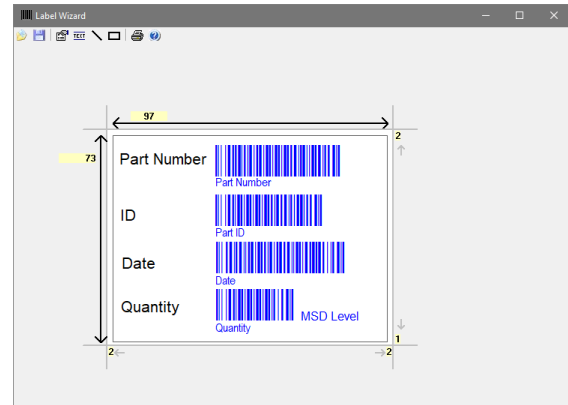 Label Wizard
TEXT
97
2
73
Part Number
Part Number
ID
Part ID
Date
Date
Quantity
MSD Level
Quantity
1
2
2